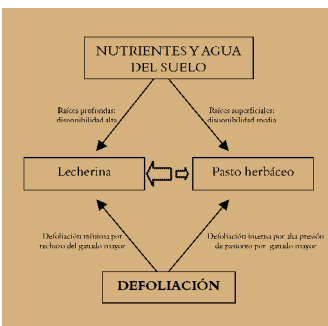 NUTRIENTES Y AGUA
DEL SUELO
Raíces profundas:
disponibilidad alta
Raíces superficiales:
disponibilidad media
Lecherina
Pasto herbáceo
Defoliación mínima por
rechazo del ganado mayor
Defoliación intensa por alta presión
de pastoreo por ganado mayor
DEFOLIACIÓN